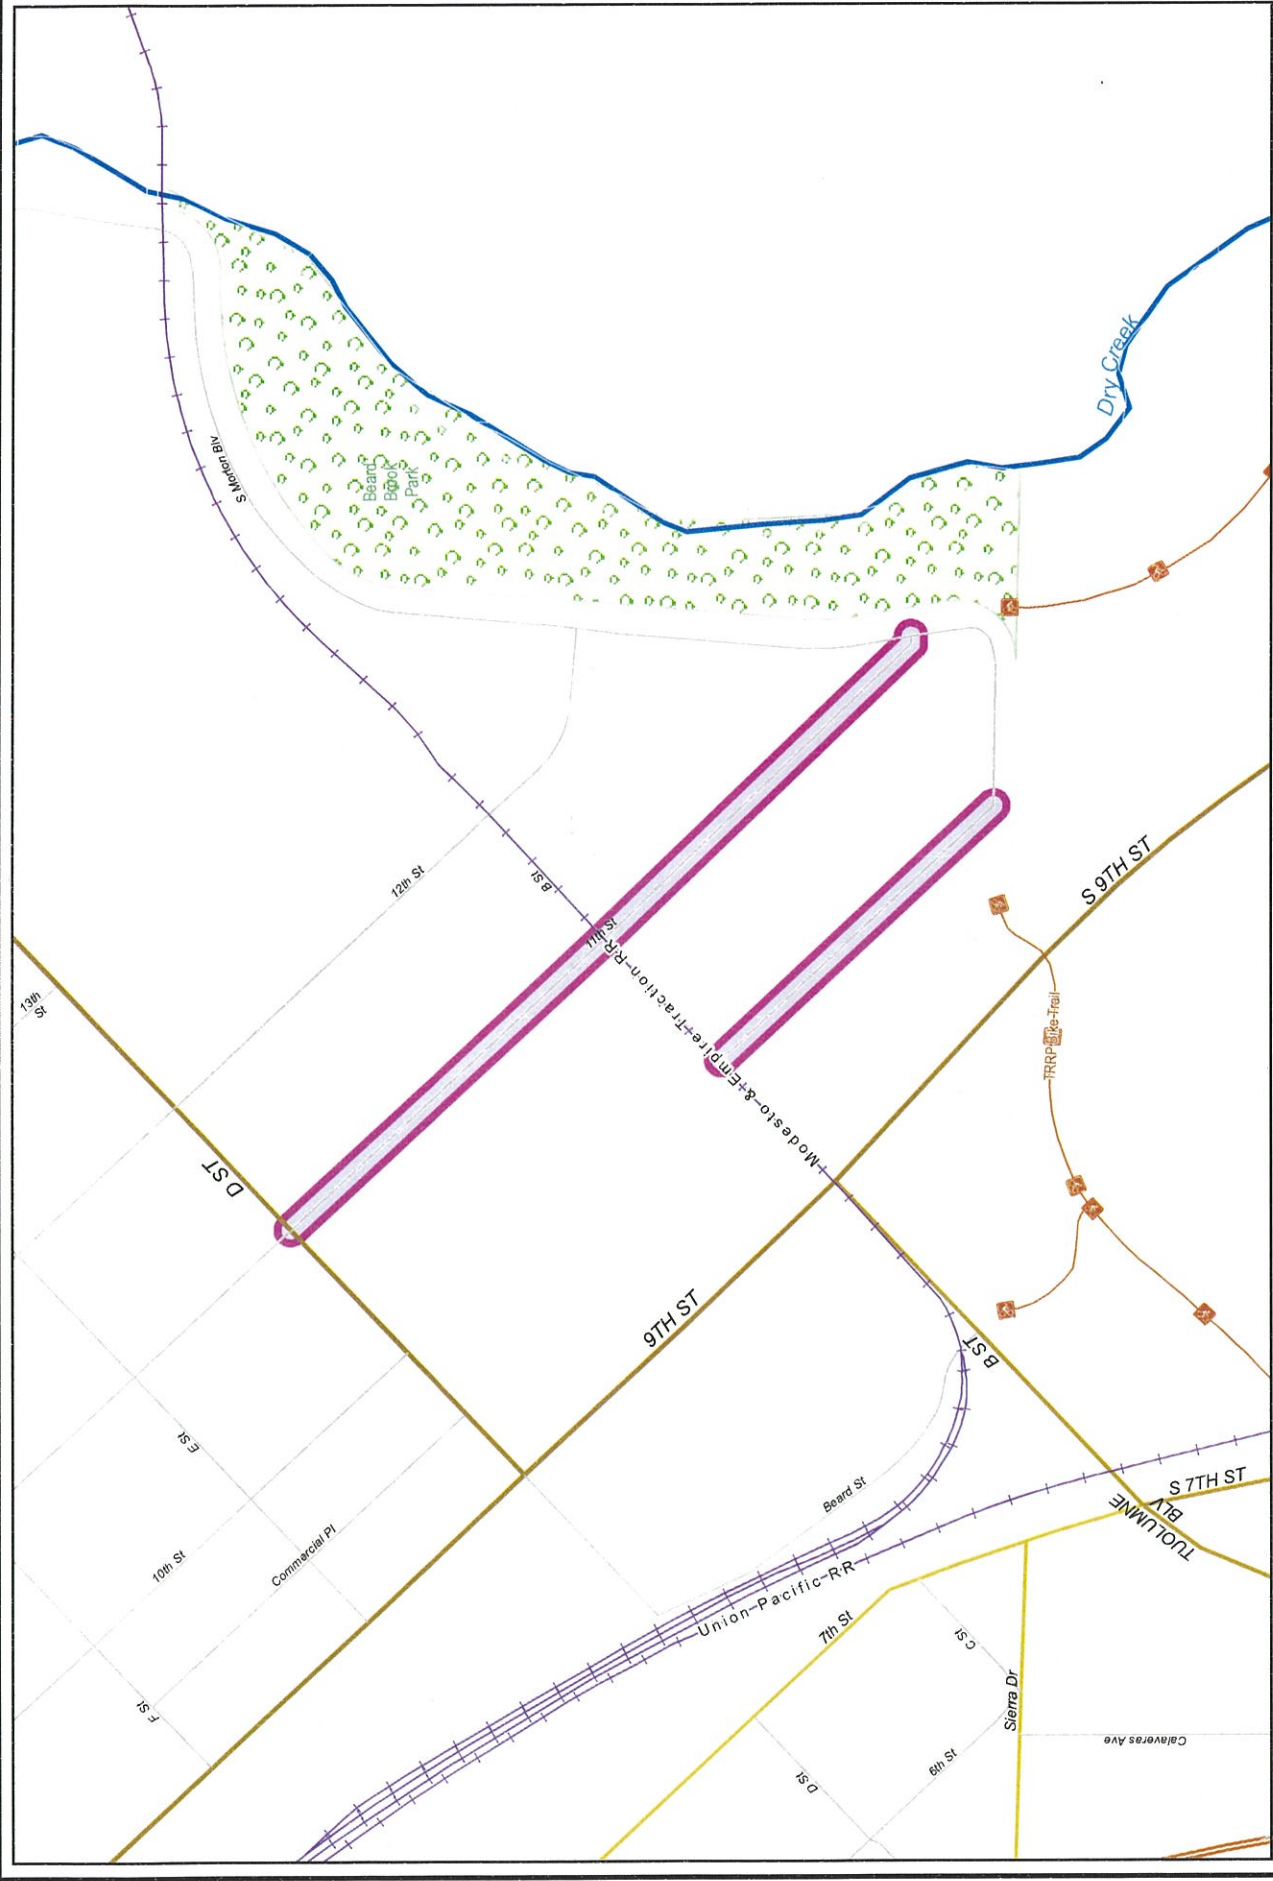 S Morton Blv
Beard
Brook
Park
Dry Creek
12th St
B St
11th St
S 9TH ST
13th
St
Modesto & Empire Traction RR
TRRP Bike Trail
D ST
9TH ST
B ST
E St
Beard St
S 7TH ST
TUOLUMNE
BLV
10th St
Commercial Pl
Union Pacific RR
7th St
C St
F St
Sierra Dr
Calaveras Ave
6th St
D St